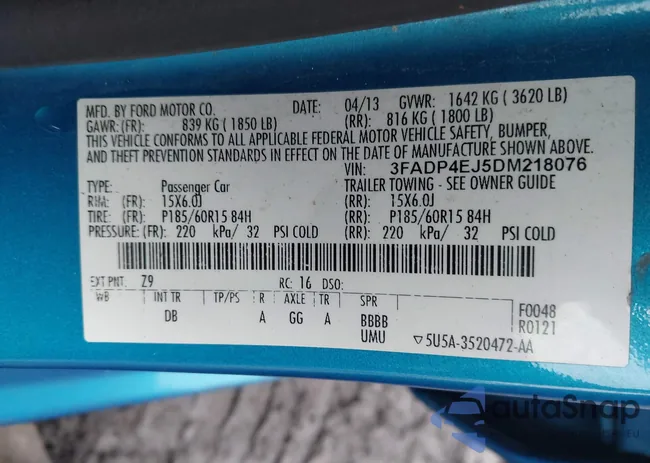 MFD. BY FORD MOTOR CO. DATE: 04/13 GVWR: 1642 KG ( 3620 LB)
GAWR: (FR): 839 KG ( 1850 LB) (RR): 816 KG ( 1800 LB)
THIS VEHICLE CONFORMS TO ALL APPLICABLE FEDERAL MOTOR VEHICLE SAFETY, BUMPER,
AND THEFT PREVENTION STANDARDS IN EFFECT ON THE DATE OF MANUFACTURE SHOWN ABOVE.
VIN: 3FADP4EJ5DM218076
TYPE: Passenger Car TRAILER TOWING - SEE OWNER GUIDE
RIM: (FR) 15X6.0J (RR): 15X6.0J
TIRE: (FR) P185/60R15 84H (RR): P185/60R15 84H
PRESSURE: (FR) 220 kPa/ 32 PSI COLD (RR): 220 kPa/ 32 PSI COLD
EXT PNT: Z9 RC: 16 DSO:
WB INT TR TP/PS R AXLE TR SPR F0048
DB A GG A BBBB R0121
UMU ▽5U5A-3520472-AA
autoSnap